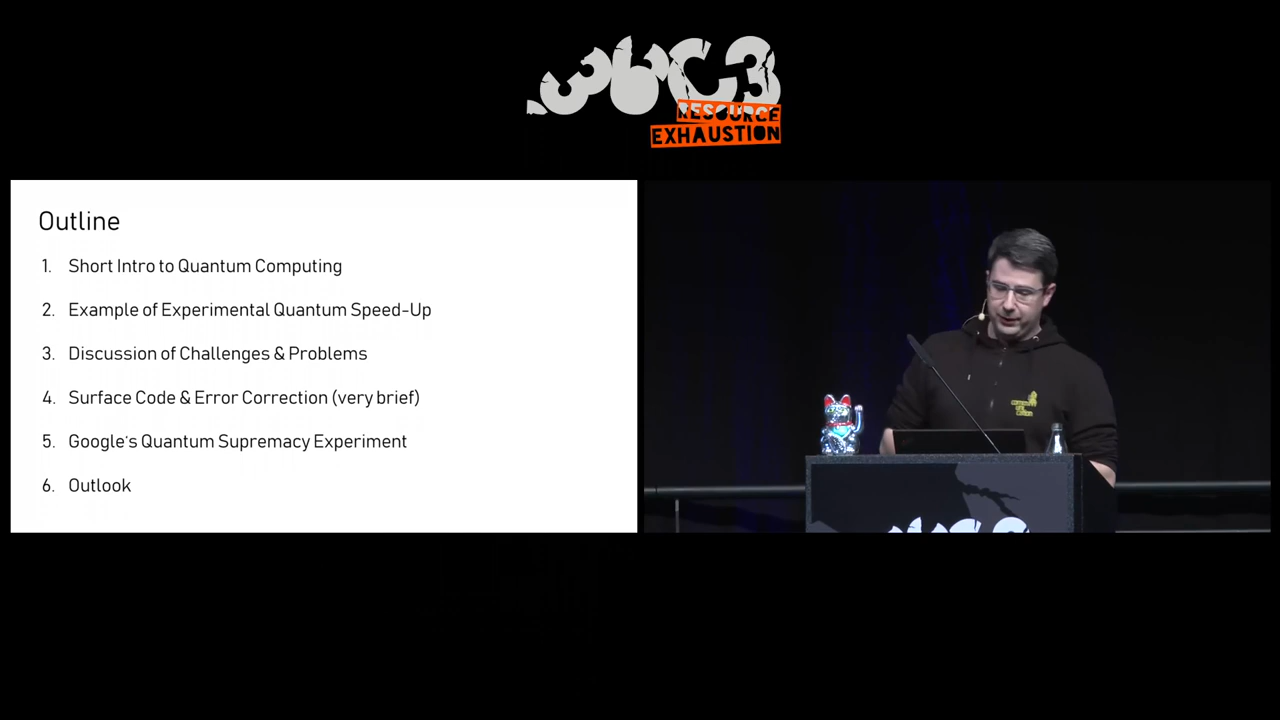 36C3
RESOURCE
EXHAUSTION
Outline
1. Short Intro to Quantum Computing
2. Example of Experimental Quantum Speed-Up
3. Discussion of Challenges & Problems
4. Surface Code & Error Correction (very brief)
5. Google's Quantum Supremacy Experiment
6. Outlook